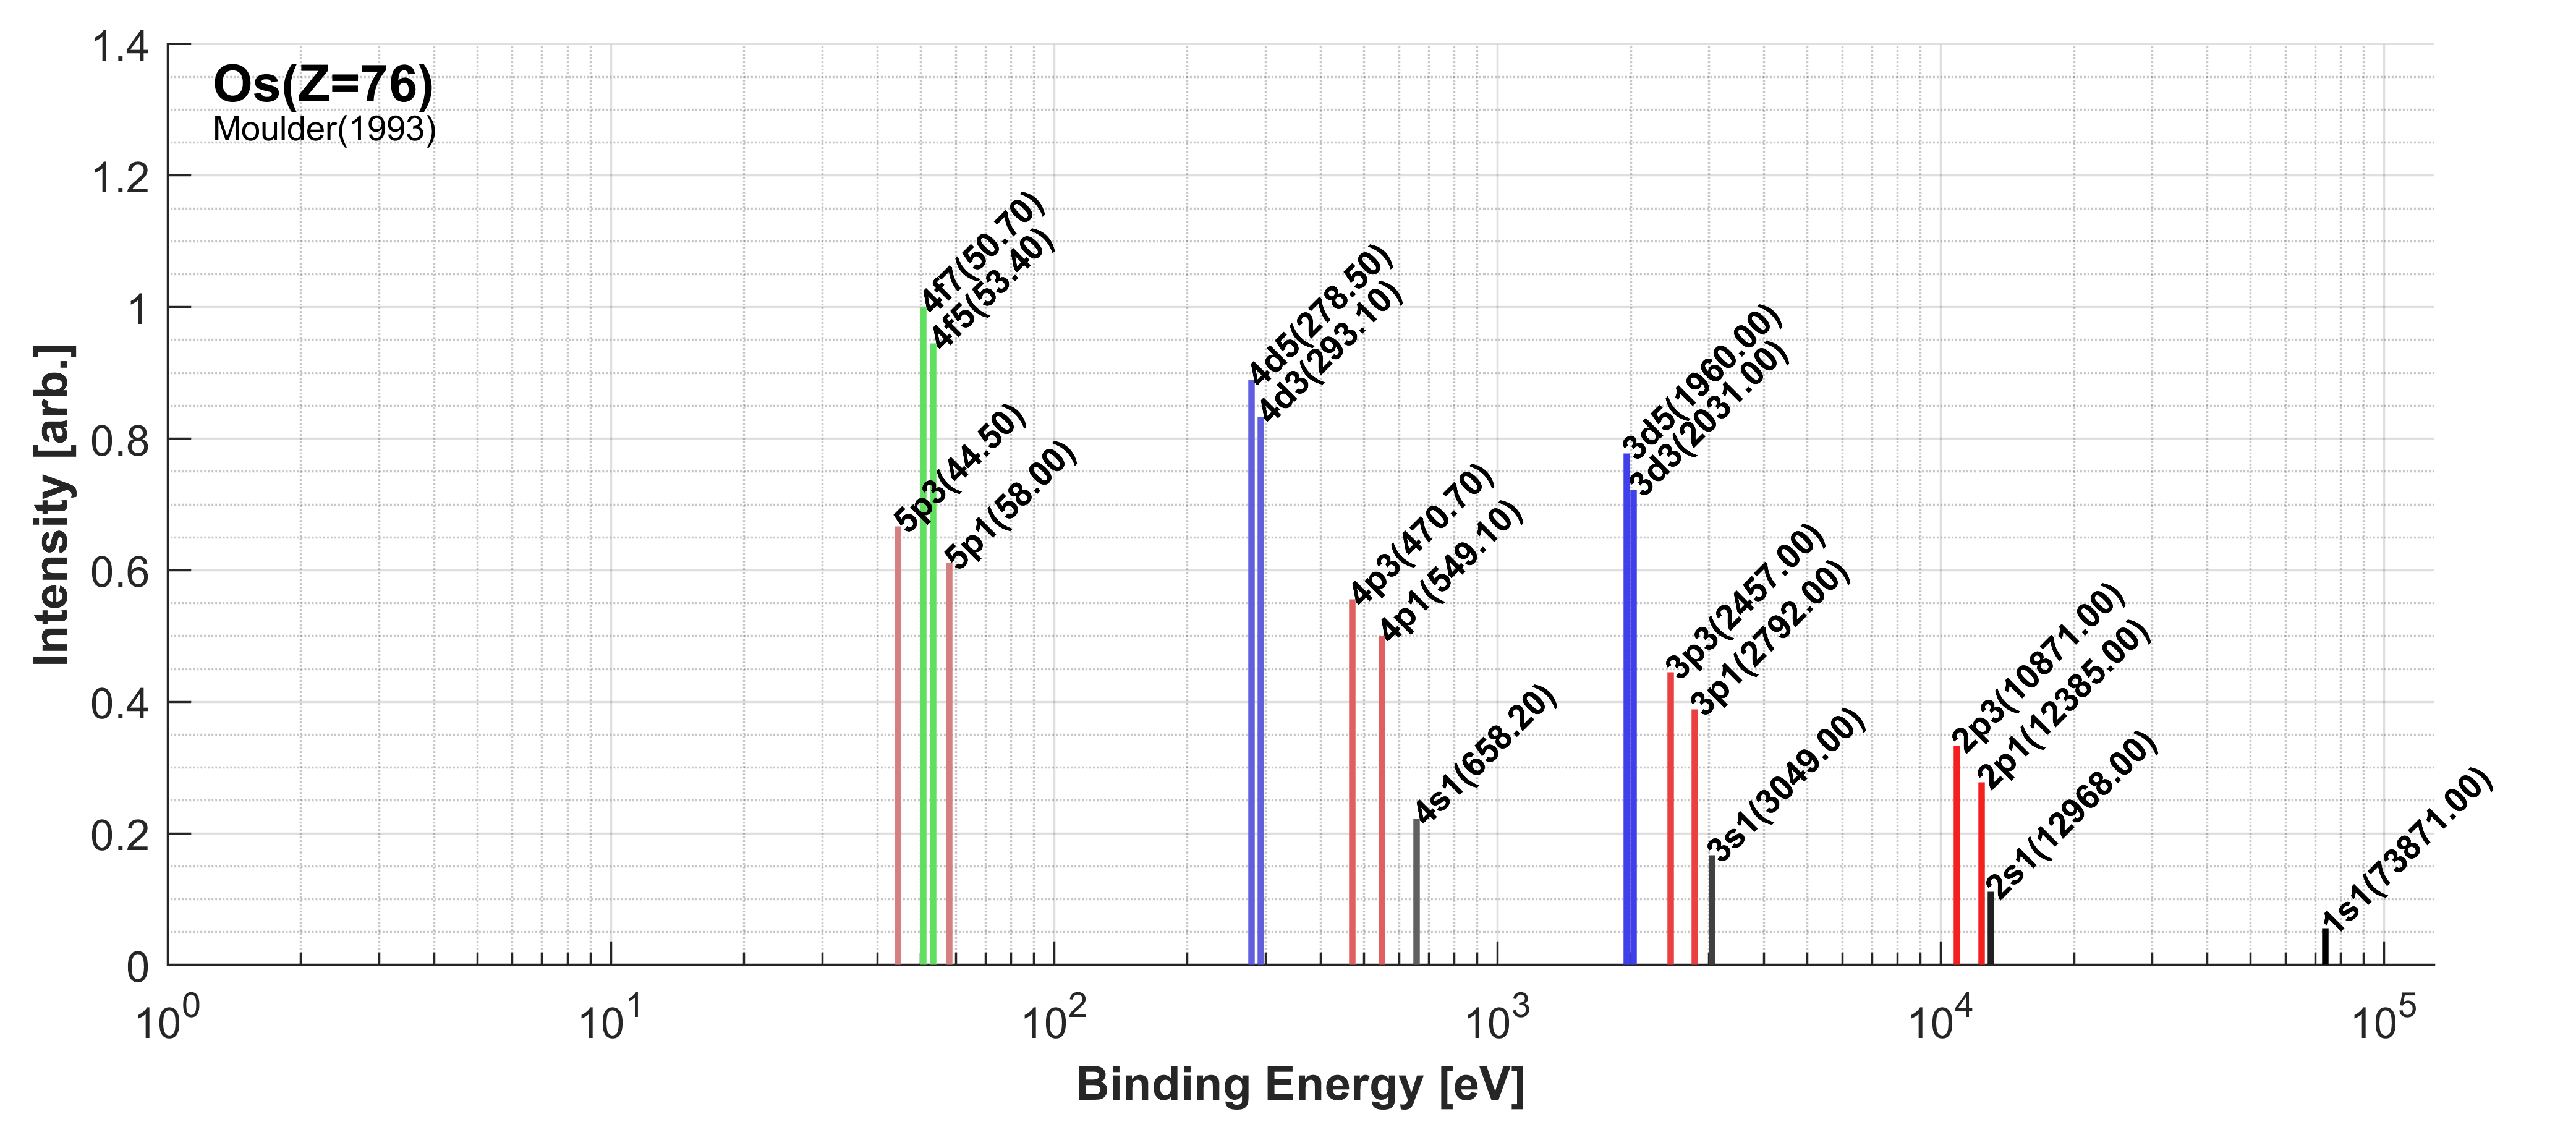 Os(Z=76)
Moulder(1993)
Intensity [arb.]
1.4
1.2
1
0.8
0.6
0.4
0.2
0
5p3(44.50)
4f7(50.70)
4f5(53.40)
5p1(58.00)
4d5(278.50)
4d3(293.10)
4p3(470.70)
4p1(549.10)
4s1(658.20)
3d5(1960.00)
3d3(2031.00)
3p3(2457.00)
3p1(2792.00)
3s1(3049.00)
2p3(10871.00)
2p1(12385.00)
2s1(12968.00)
1s1(73871.00)
10^0
10^1
10^2
10^3
10^4
10^5
Binding Energy [eV]